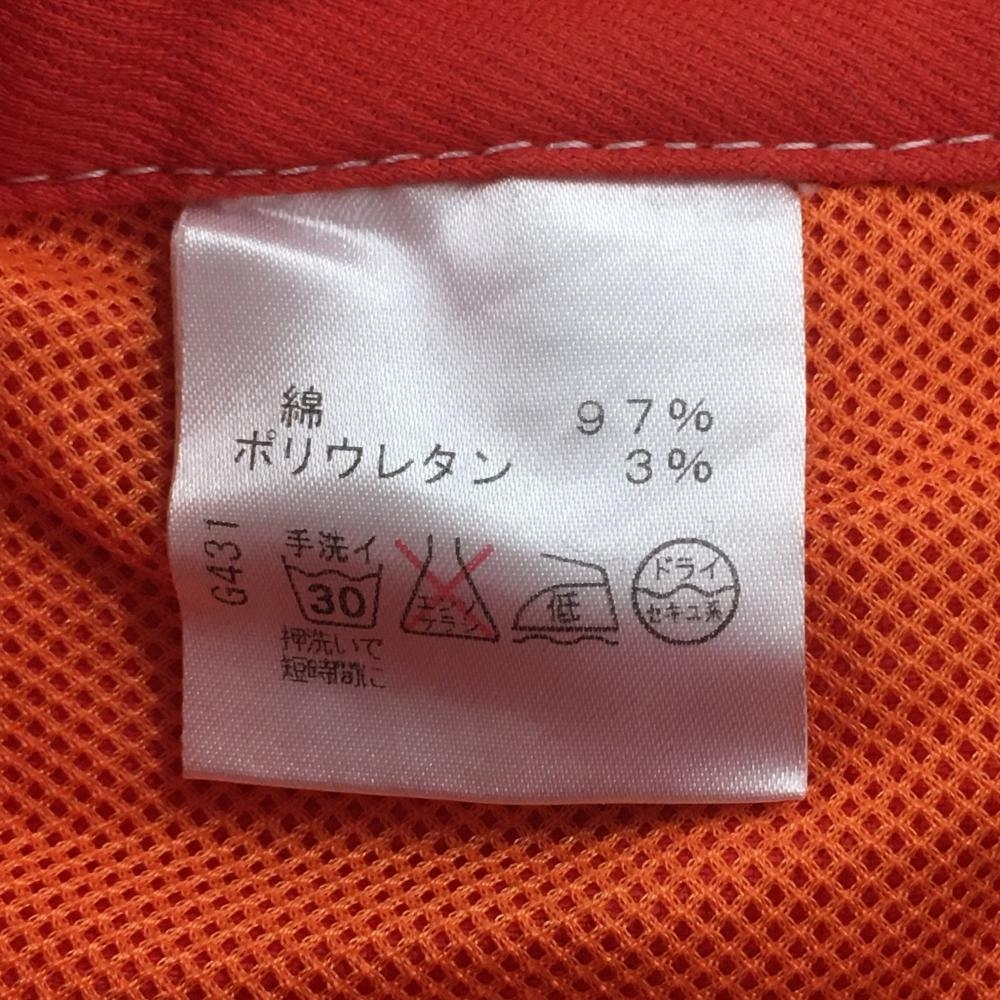 綿 97%
ポリウレタン 3%
G431
手洗イ
30
押洗いで
短時間に
エンソ
サラシ
低
ドライ
セキユ系